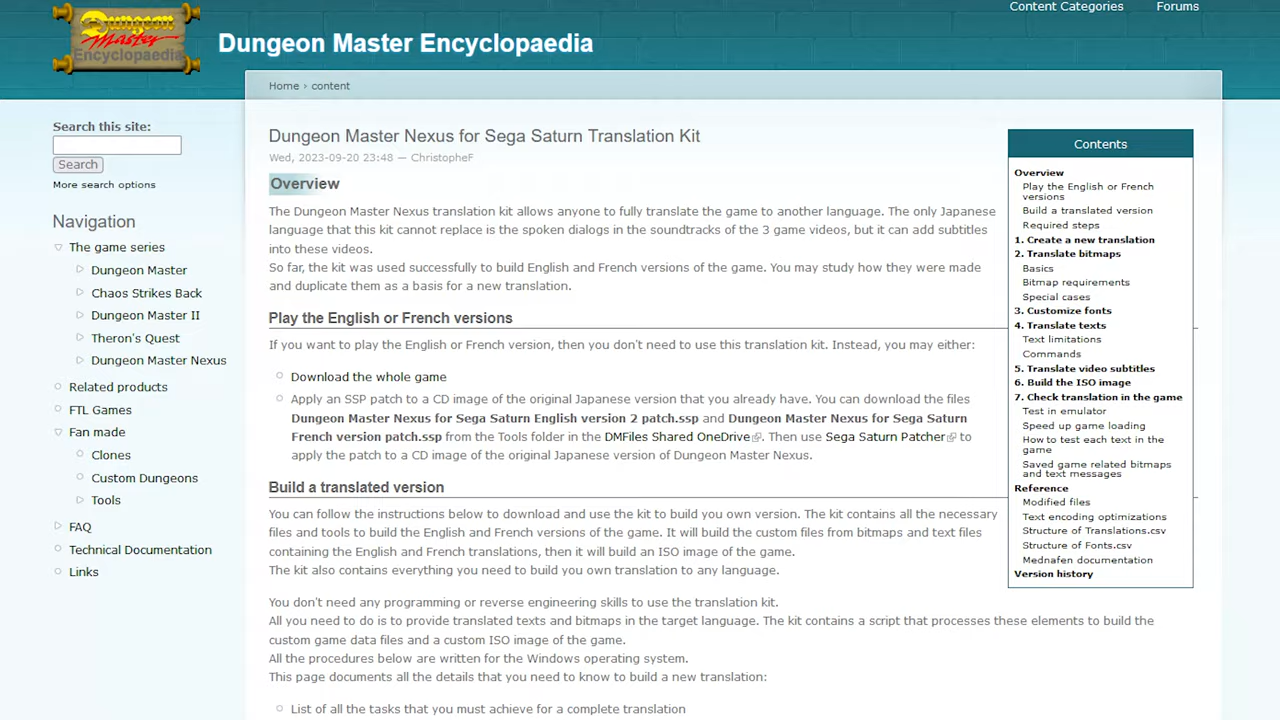 Content Categories
Forums
Dungeon
Master
Encyclopaedia
Dungeon Master Encyclopaedia
Home › content
Search this site:
Search
More search options
Navigation
The game series
Dungeon Master
Chaos Strikes Back
Dungeon Master II
Theron's Quest
Dungeon Master Nexus
Related products
FTL Games
Fan made
Clones
Custom Dungeons
Tools
FAQ
Technical Documentation
Links
Dungeon Master Nexus for Sega Saturn Translation Kit
Wed, 2023-09-20 23:48 — ChristopheF
Overview
The Dungeon Master Nexus translation kit allows anyone to fully translate the game to another language. The only Japanese
language that this kit cannot replace is the spoken dialogs in the soundtracks of the 3 game videos, but it can add subtitles
into these videos.
So far, the kit was used successfully to build English and French versions of the game. You may study how they were made
and duplicate them as a basis for a new translation.
Play the English or French versions
If you want to play the English or French version, then you don't need to use this translation kit. Instead, you may either:
Download the whole game
Apply an SSP patch to a CD image of the original Japanese version that you already have. You can download the files
Dungeon Master Nexus for Sega Saturn English version 2 patch.ssp and Dungeon Master Nexus for Sega Saturn
French version patch.ssp from the Tools folder in the DMFiles Shared OneDrive. Then use Sega Saturn Patcher to
apply the patch to a CD image of the original Japanese version of Dungeon Master Nexus.
Build a translated version
You can follow the instructions below to download and use the kit to build you own version. The kit contains all the necessary
files and tools to build the English and French versions of the game. It will build the custom files from bitmaps and text files
containing the English and French translations, then it will build an ISO image of the game.
The kit also contains everything you need to build you own translation to any language.
You don't need any programming or reverse engineering skills to use the translation kit.
All you need to do is to provide translated texts and bitmaps in the target language. The kit contains a script that processes these elements to build the
custom game data files and a custom ISO image of the game.
All the procedures below are written for the Windows operating system.
This page documents all the details that you need to know to build a new translation:
List of all the tasks that you must achieve for a complete translation
Contents
Overview
Play the English or French
versions
Build a translated version
Required steps
1. Create a new translation
2. Translate bitmaps
Basics
Bitmap requirements
Special cases
3. Customize fonts
4. Translate texts
Text limitations
Commands
5. Translate video subtitles
6. Build the ISO image
7. Check translation in the game
Test in emulator
Speed up game loading
How to test each text in the
game
Saved game related bitmaps
and text messages
Reference
Modified files
Text encoding optimizations
Structure of Translations.csv
Structure of Fonts.csv
Mednafen documentation
Version history